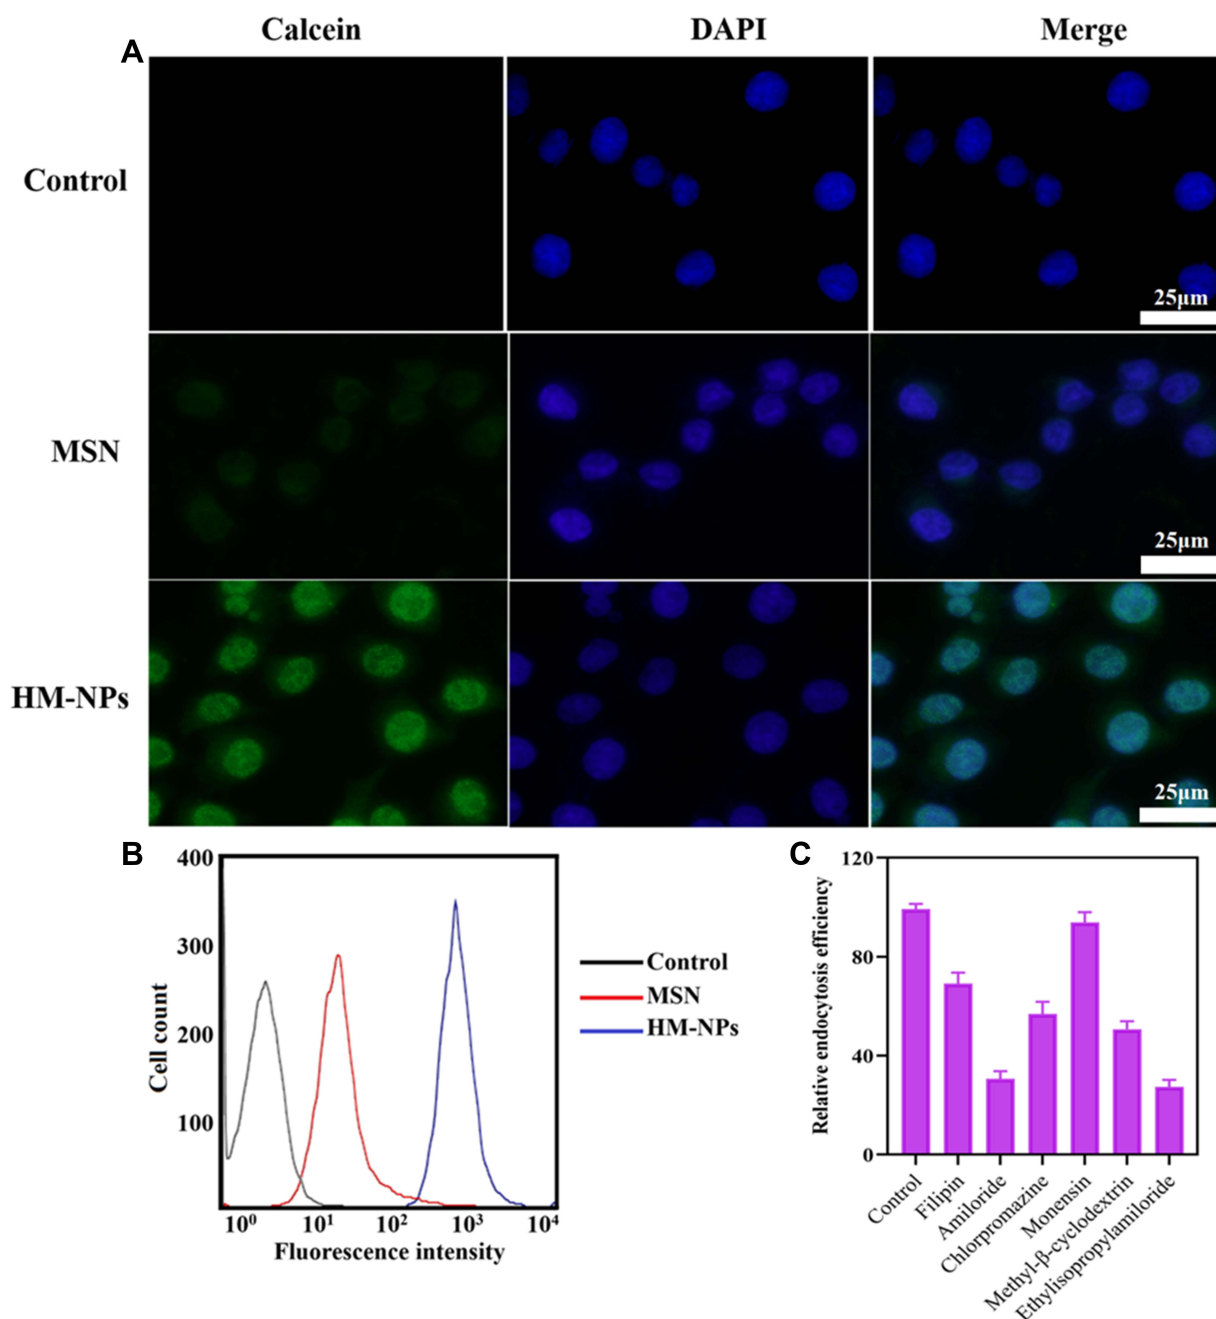 A
Calcein
DAPI
Merge
Control
25μm
MSN
25μm
HM-NPs
25μm
B
400
300
200
100
Cell count
10⁰
10¹
10²
10³
10⁴
Fluorescence intensity
Control
MSN
HM-NPs
C
120
80
40
0
Relative endocytosis efficiency
Control
Filipin
Amiloride
Chlorpromazine
Monensin
Methyl-β-cyclodextrin
Ethylisopropylamiloride